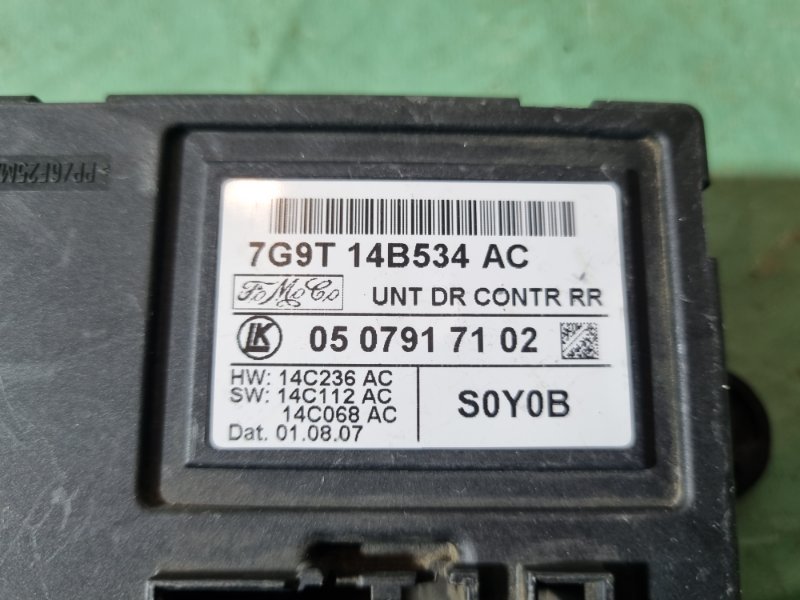 7G9T 14B534 AC
FoMoCo UNT DR CONTR RR
LK 05 0791 71 02
HW: 14C236 AC
SW: 14C112 AC
14C068 AC
Dat. 01.08.07
S0Y0B